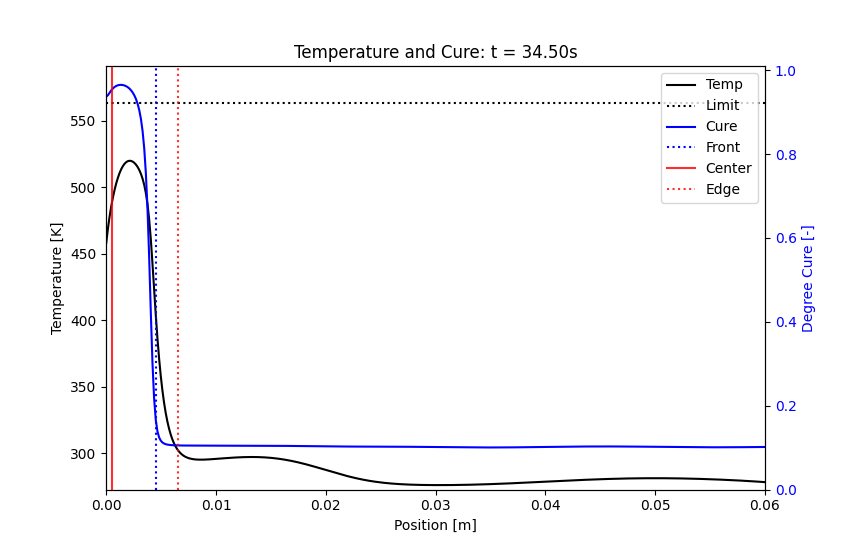 Temperature and Cure: t = 34.50s
Temp
Limit
Cure
Front
Center
Edge
550
500
450
400
350
300
Temperature [K]
1.0
0.8
0.6
0.4
0.2
0.0
Degree Cure [-]
0.00 0.01 0.02 0.03 0.04 0.05 0.06
Position [m]